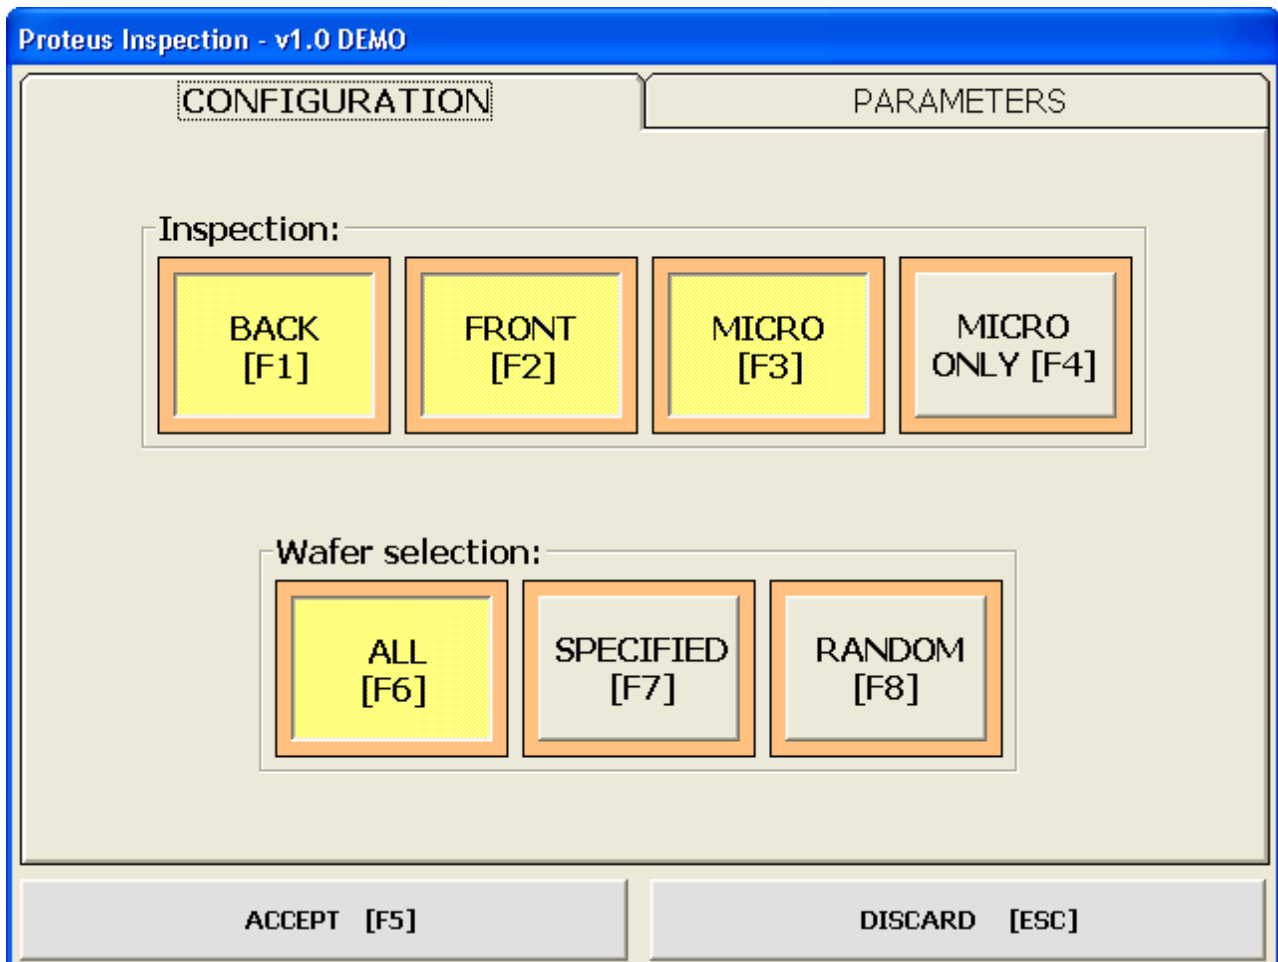 Proteus Inspection - v1.0 DEMO
CONFIGURATION
PARAMETERS
Inspection:
BACK
[F1]
FRONT
[F2]
MICRO
[F3]
MICRO
ONLY [F4]
Wafer selection:
ALL
[F6]
SPECIFIED
[F7]
RANDOM
[F8]
ACCEPT [F5]
DISCARD [ESC]